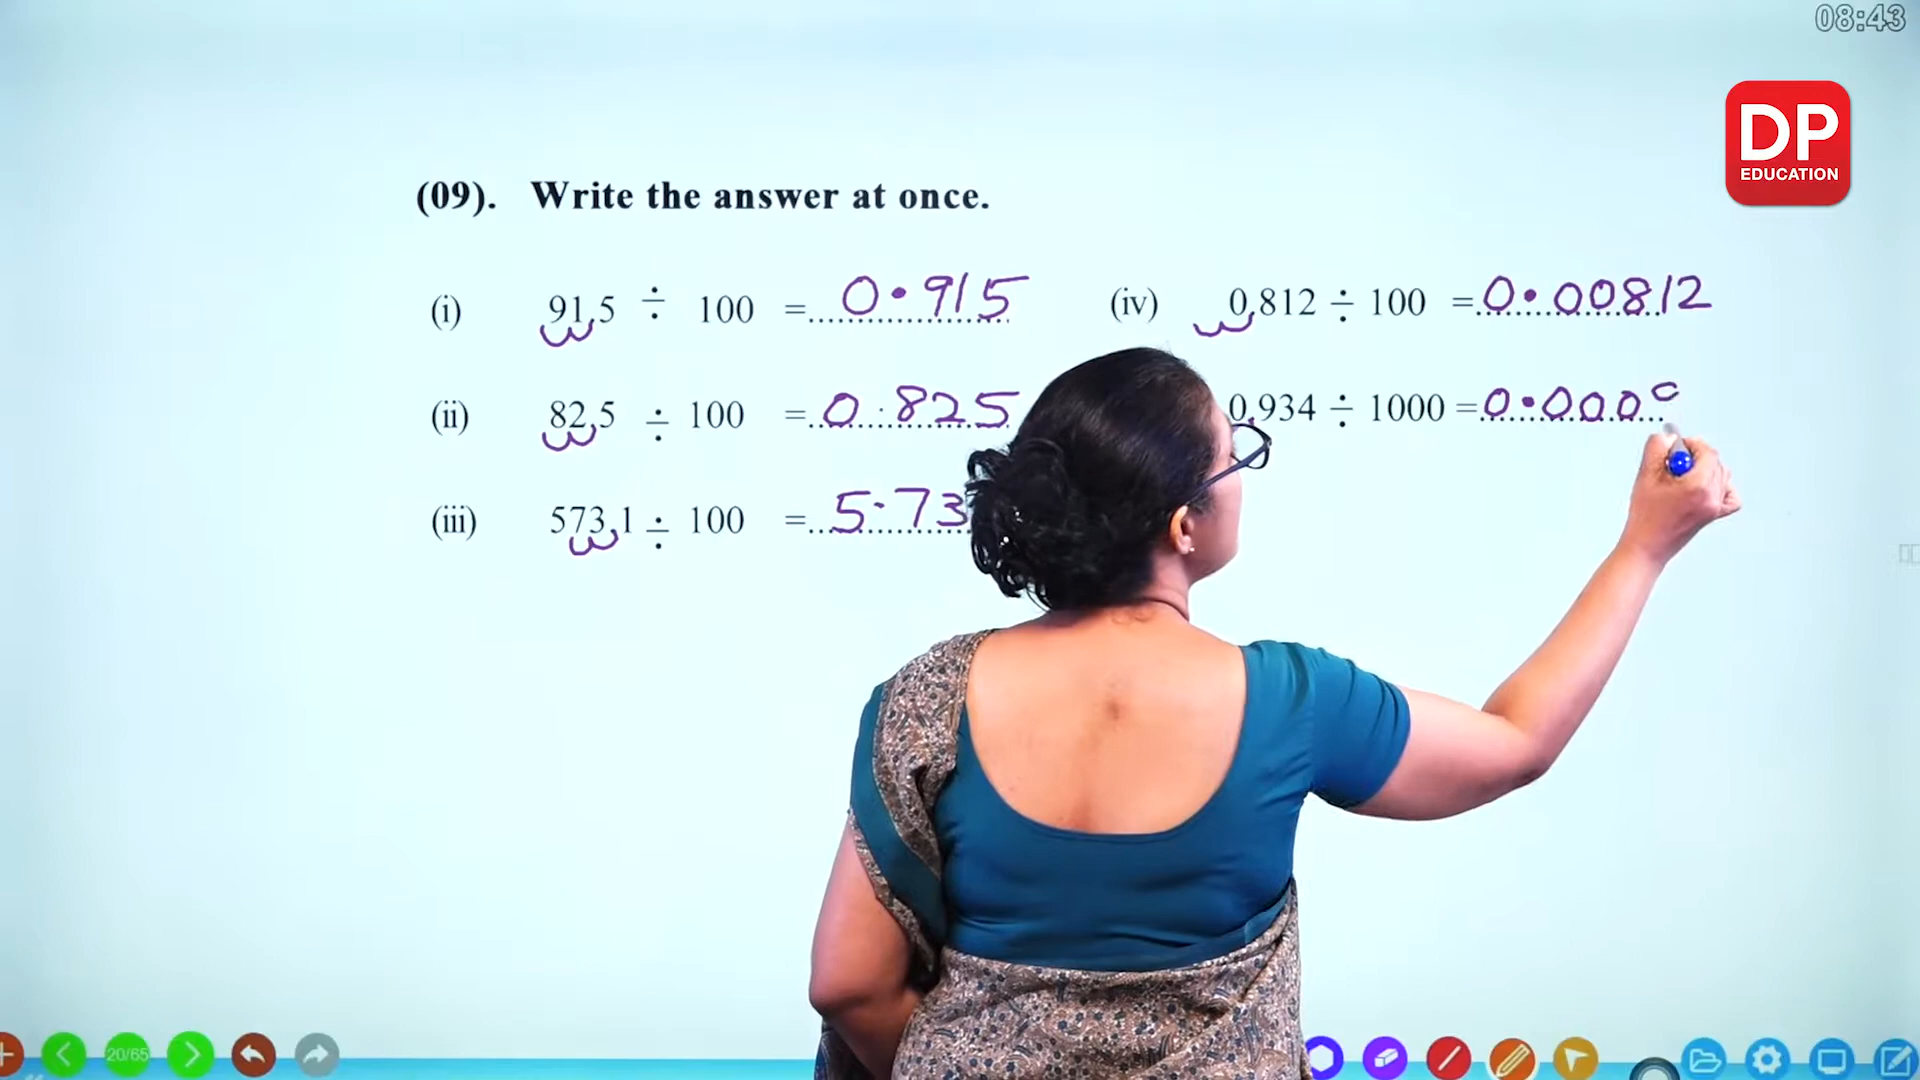 08:43
DP
EDUCATION
(09). Write the answer at once.
(i) 91.5 ÷ 100 = 0.915
(ii) 82.5 ÷ 100 = 0.825
(iii) 573.1 ÷ 100 = 5.73
(iv) 0.812 ÷ 100 = 0.00812
0.934 ÷ 1000 = 0.000
20/65